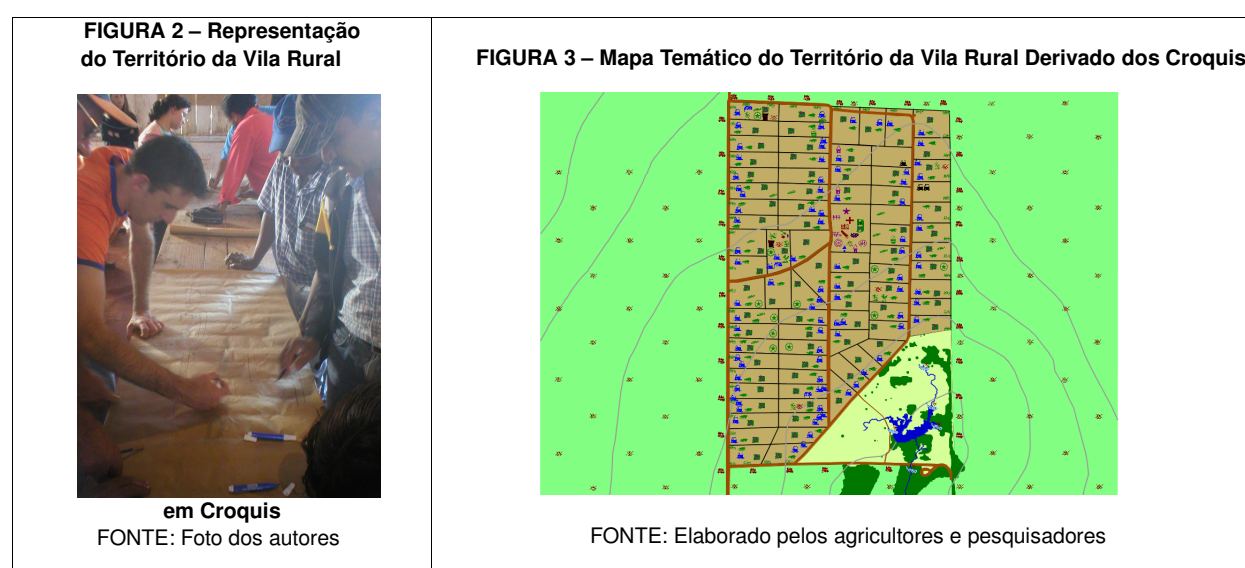 FIGURA 2 – Representação
do Território da Vila Rural
em Croquis
FONTE: Foto dos autores
FIGURA 3 – Mapa Temático do Território da Vila Rural Derivado dos Croquis
FONTE: Elaborado pelos agricultores e pesquisadores